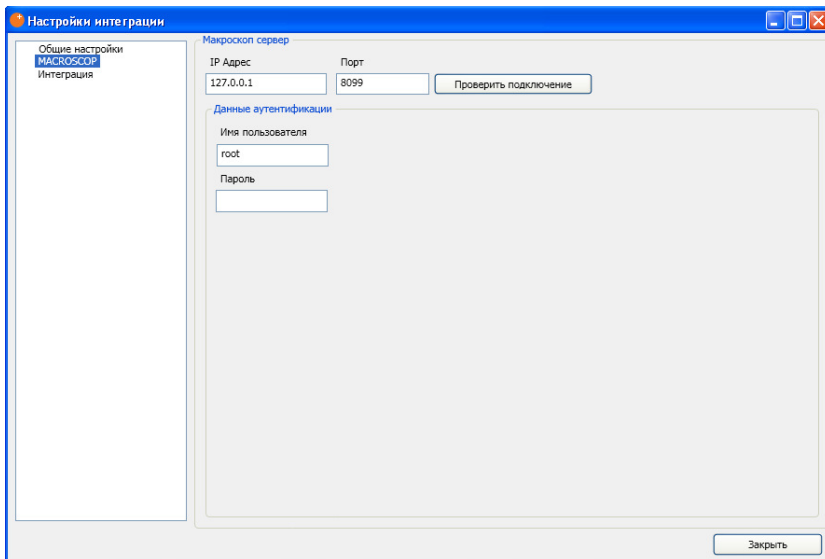 Настройки интеграции
Общие настройки
MACROSCOP
Интеграция
Макроскоп сервер
IP Адрес Порт
127.0.0.1 8099 Проверить подключение
Данные аутентификации
Имя пользователя
root
Пароль
Закрыть